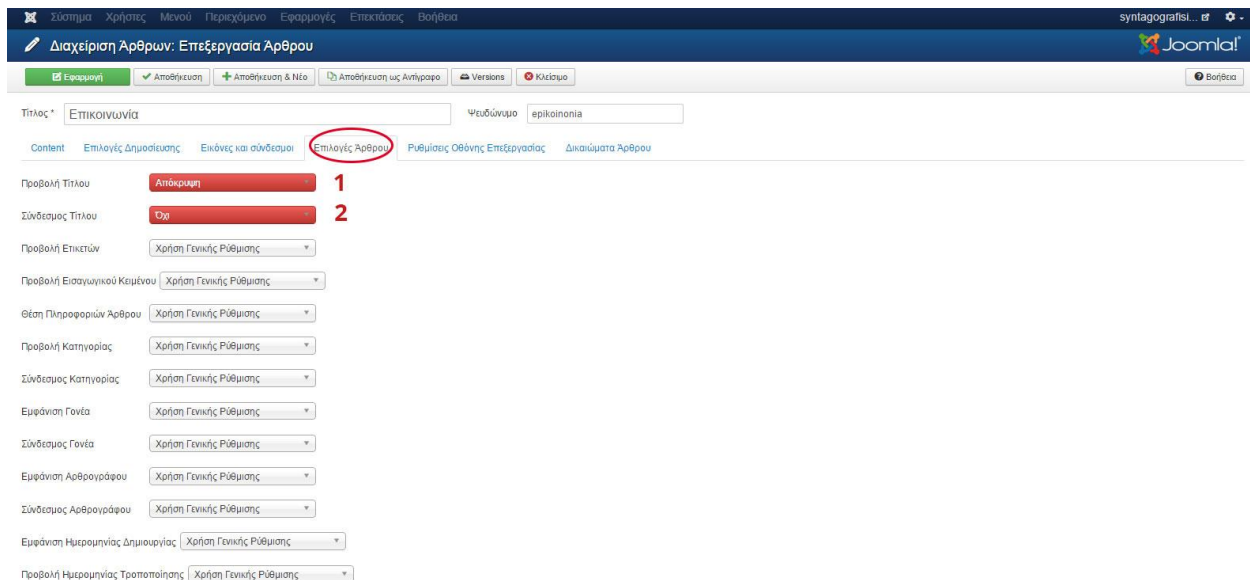 Σύστημα Χρήστες Μενού Περιεχόμενο Εφαρμογές Επεκτάσεις Βοήθεια syntagografisi...
Διαχείριση Άρθρων: Επεξεργασία Άρθρου Joomla!
Εφαρμογή Αποθήκευση Αποθήκευση & Νέο Αποθήκευση ως Αντίγραφο Versions Κλείσιμο Βοήθεια
Τίτλος * Επικοινωνία Ψευδώνυμο epikoinonia
Content Επιλογές Δημοσίευσης Εικόνες και σύνδεσμοι Επιλογές Άρθρου Ρυθμίσεις Οθόνης Επεξεργασίας Δικαιώματα Άρθρου
Προβολή Τίτλου Απόκρυψη 1
Σύνδεσμος Τίτλου Όχι 2
Προβολή Ετικετών Χρήση Γενικής Ρύθμισης
Προβολή Εισαγωγικού Κειμένου Χρήση Γενικής Ρύθμισης
Θέση Πληροφοριών Άρθρου Χρήση Γενικής Ρύθμισης
Προβολή Κατηγορίας Χρήση Γενικής Ρύθμισης
Σύνδεσμος Κατηγορίας Χρήση Γενικής Ρύθμισης
Εμφάνιση Γονέα Χρήση Γενικής Ρύθμισης
Σύνδεσμος Γονέα Χρήση Γενικής Ρύθμισης
Εμφάνιση Αρθρογράφου Χρήση Γενικής Ρύθμισης
Σύνδεσμος Αρθρογράφου Χρήση Γενικής Ρύθμισης
Εμφάνιση Ημερομηνίας Δημιουργίας Χρήση Γενικής Ρύθμισης
Προβολή Ημερομηνίας Τροποποίησης Χρήση Γενικής Ρύθμισης